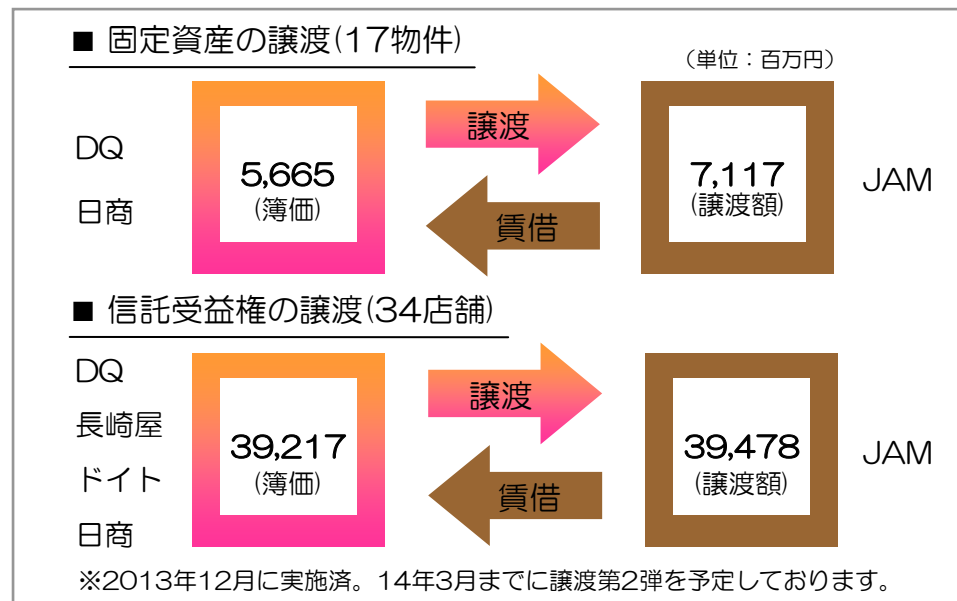 ■ 固定資産の譲渡(17物件)
(単位:百万円)
DQ
日商
5,665
(簿価)
譲渡
賃借
7,117
(譲渡額)
JAM
■ 信託受益権の譲渡(34店舗)
DQ
長崎屋
ドイト
日商
39,217
(簿価)
譲渡
賃借
39,478
(譲渡額)
JAM
※2013年12月に実施済。14年3月までに譲渡第2弾を予定しております。